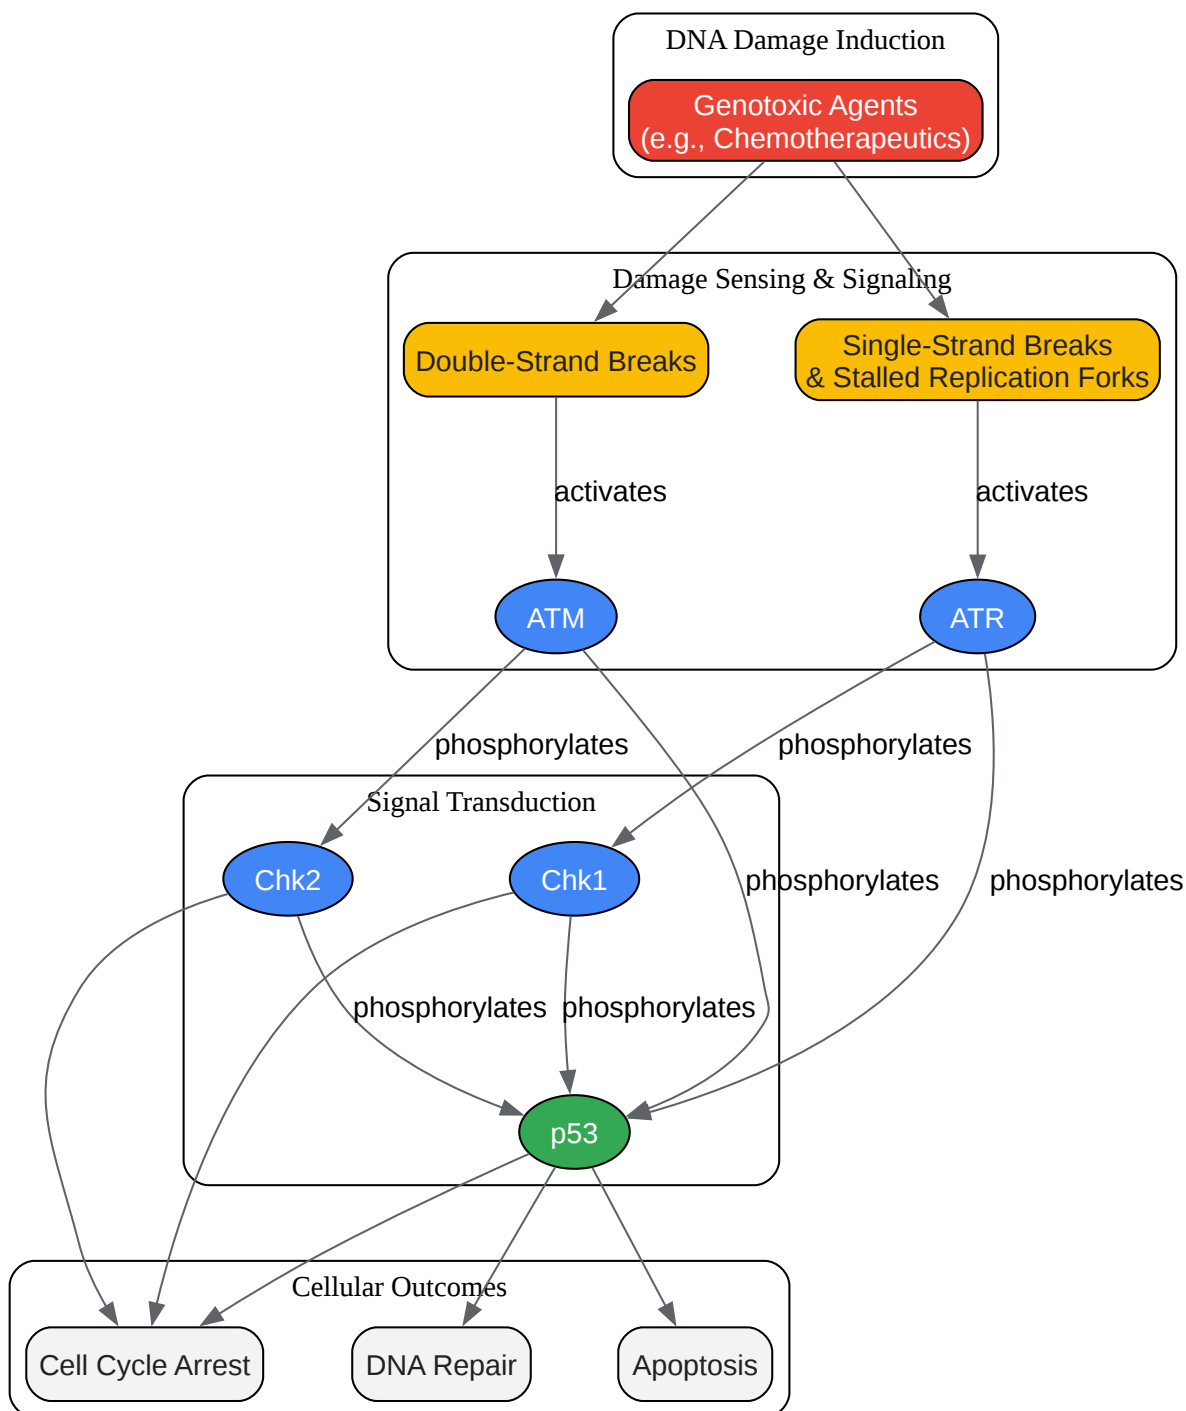 DNA Damage Induction
Genotoxic Agents
(e.g., Chemotherapeutics)
Damage Sensing & Signaling
Double-Strand Breaks
Single-Strand Breaks
& Stalled Replication Forks
activates
activates
ATM
ATR
phosphorylates
phosphorylates
Signal Transduction
Chk2
Chk1
phosphorylates
phosphorylates
phosphorylates
phosphorylates
p53
Cellular Outcomes
Cell Cycle Arrest
DNA Repair
Apoptosis